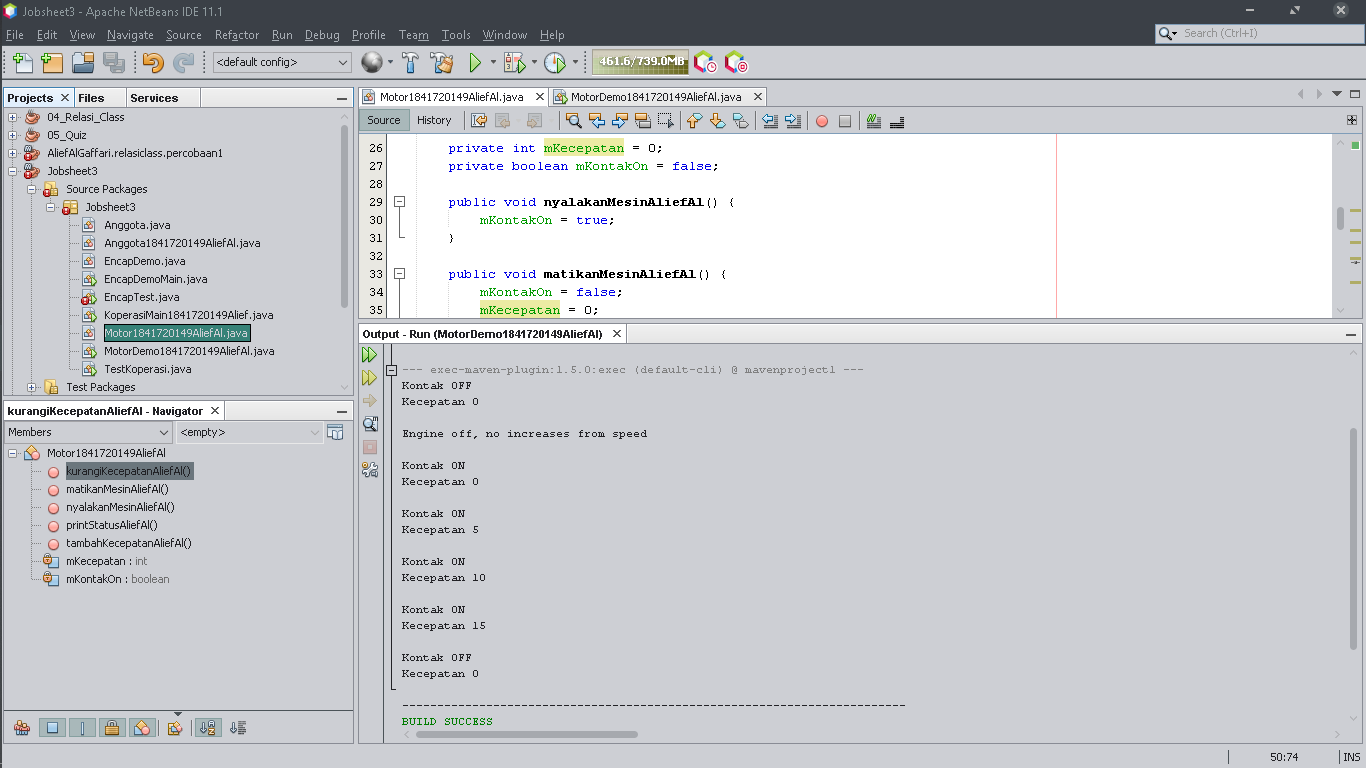 Jobsheet3 - Apache NetBeans IDE 11.1
File Edit View Navigate Source Refactor Run Debug Profile Team Tools Window Help
Search (Ctrl+I)
<default config>
461.6/739.0MB
Projects Files Services
04_Relasi_Class
05_Quiz
AliefAlGaffari.relasiclass.percobaan1
Jobsheet3
Source Packages
Jobsheet3
Anggota.java
Anggota1841720149AliefAl.java
EncapDemo.java
EncapDemoMain.java
EncapTest.java
KoperasiMain1841720149Alief.java
Motor1841720149AliefAl.java
MotorDemo1841720149AliefAl.java
TestKoperasi.java
Test Packages
kurangiKecepatanAliefAl - Navigator
Members <empty>
Motor1841720149AliefAl
kurangiKecepatanAliefAl()
matikanMesinAliefAl()
nyalakanMesinAliefAl()
printStatusAliefAl()
tambahKecepatanAliefAl()
mKecepatan : int
mKontakOn : boolean
Motor1841720149AliefAl.java MotorDemo1841720149AliefAl.java
Source History
26 private int mKecepatan = 0;
27 private boolean mKontakOn = false;
28
29 public void nyalakanMesinAliefAl() {
30 mKontakOn = true;
31 }
32
33 public void matikanMesinAliefAl() {
34 mKontakOn = false;
35 mKecepatan = 0;
Output - Run (MotorDemo1841720149AliefAl)
--- exec-maven-plugin:1.5.0:exec (default-cli) @ mavenproject1 ---
Kontak OFF
Kecepatan 0
Engine off, no increases from speed
Kontak ON
Kecepatan 0
Kontak ON
Kecepatan 5
Kontak ON
Kecepatan 10
Kontak ON
Kecepatan 15
Kontak OFF
Kecepatan 0
------------------------------------------------------------------------
BUILD SUCCESS
50:74 INS